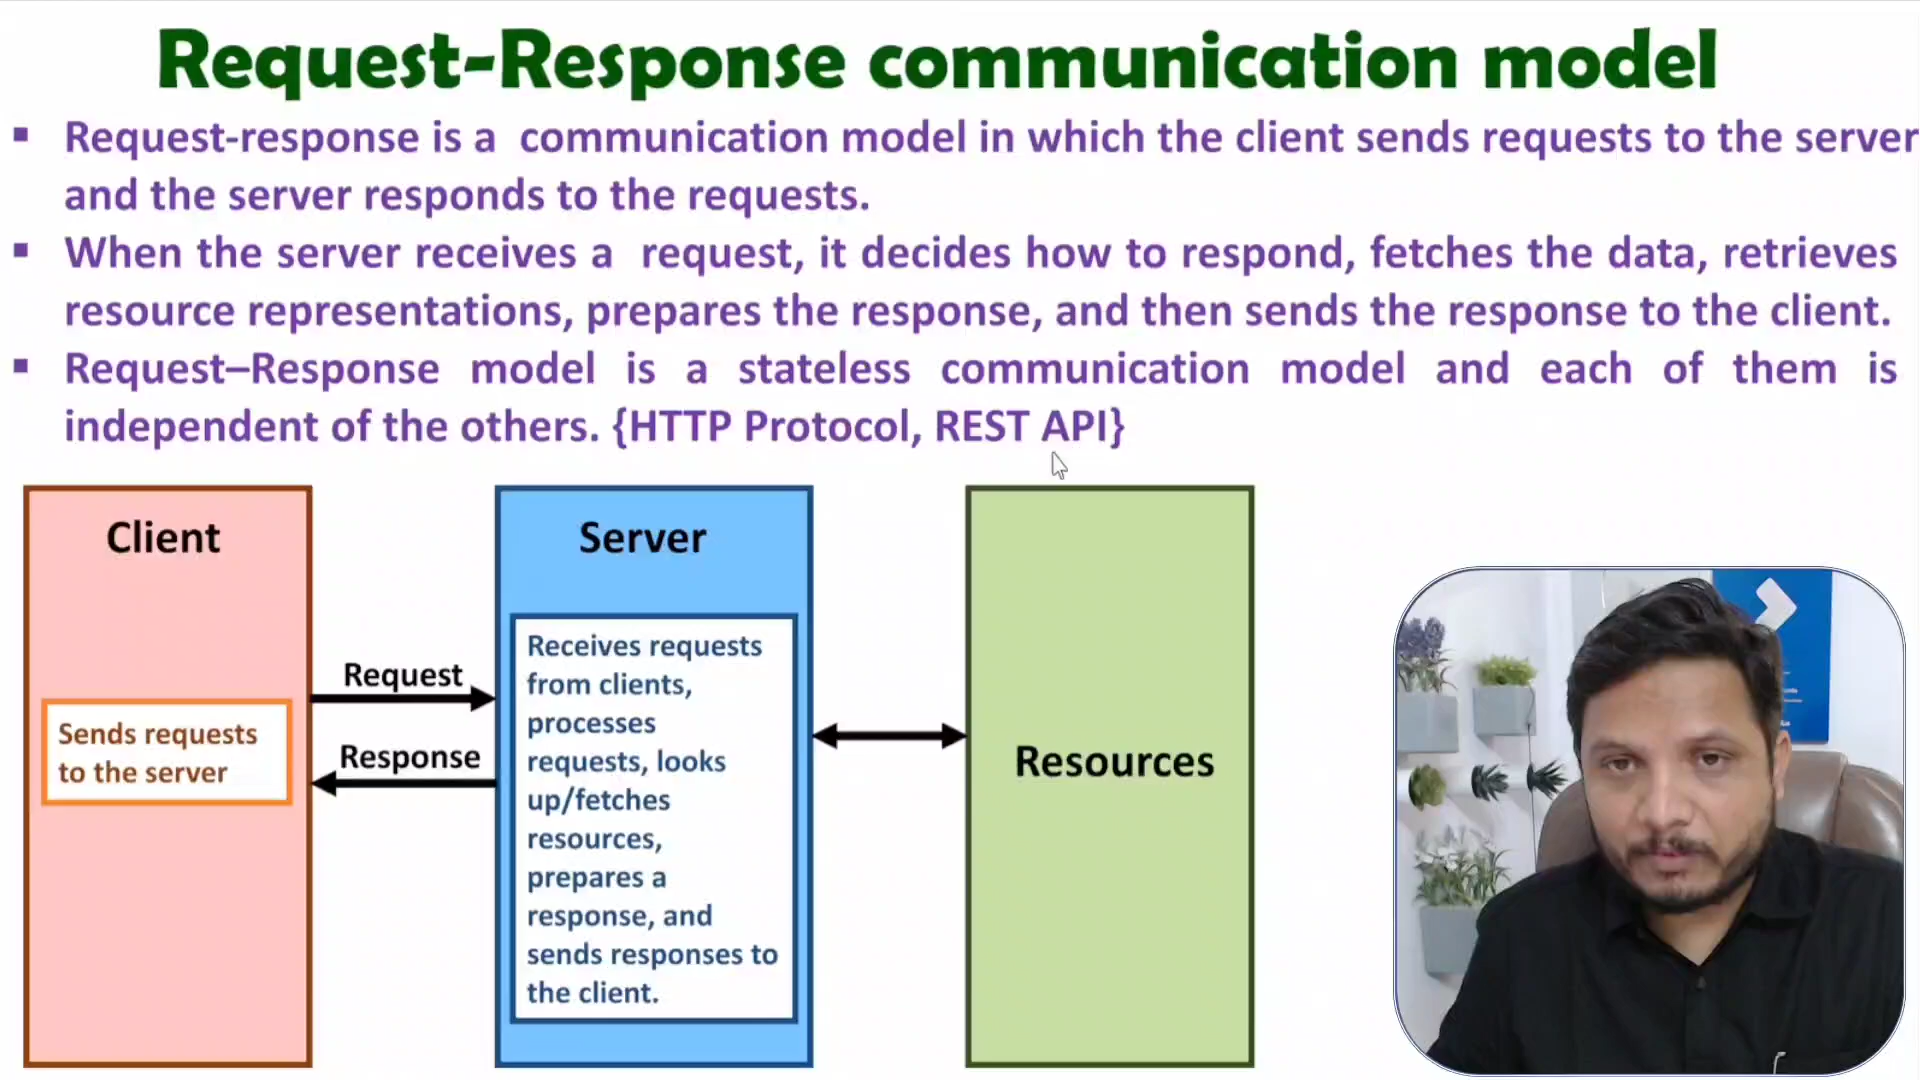 Request-Response communication model
▪ Request-response is a communication model in which the client sends requests to the server
and the server responds to the requests.
▪ When the server receives a request, it decides how to respond, fetches the data, retrieves
resource representations, prepares the response, and then sends the response to the client.
▪ Request–Response model is a stateless communication model and each of them is
independent of the others. {HTTP Protocol, REST API}
Client
Sends requests
to the server
Request
Response
Server
Receives requests
from clients,
processes
requests, looks
up/fetches
resources,
prepares a
response, and
sends responses to
the client.
Resources